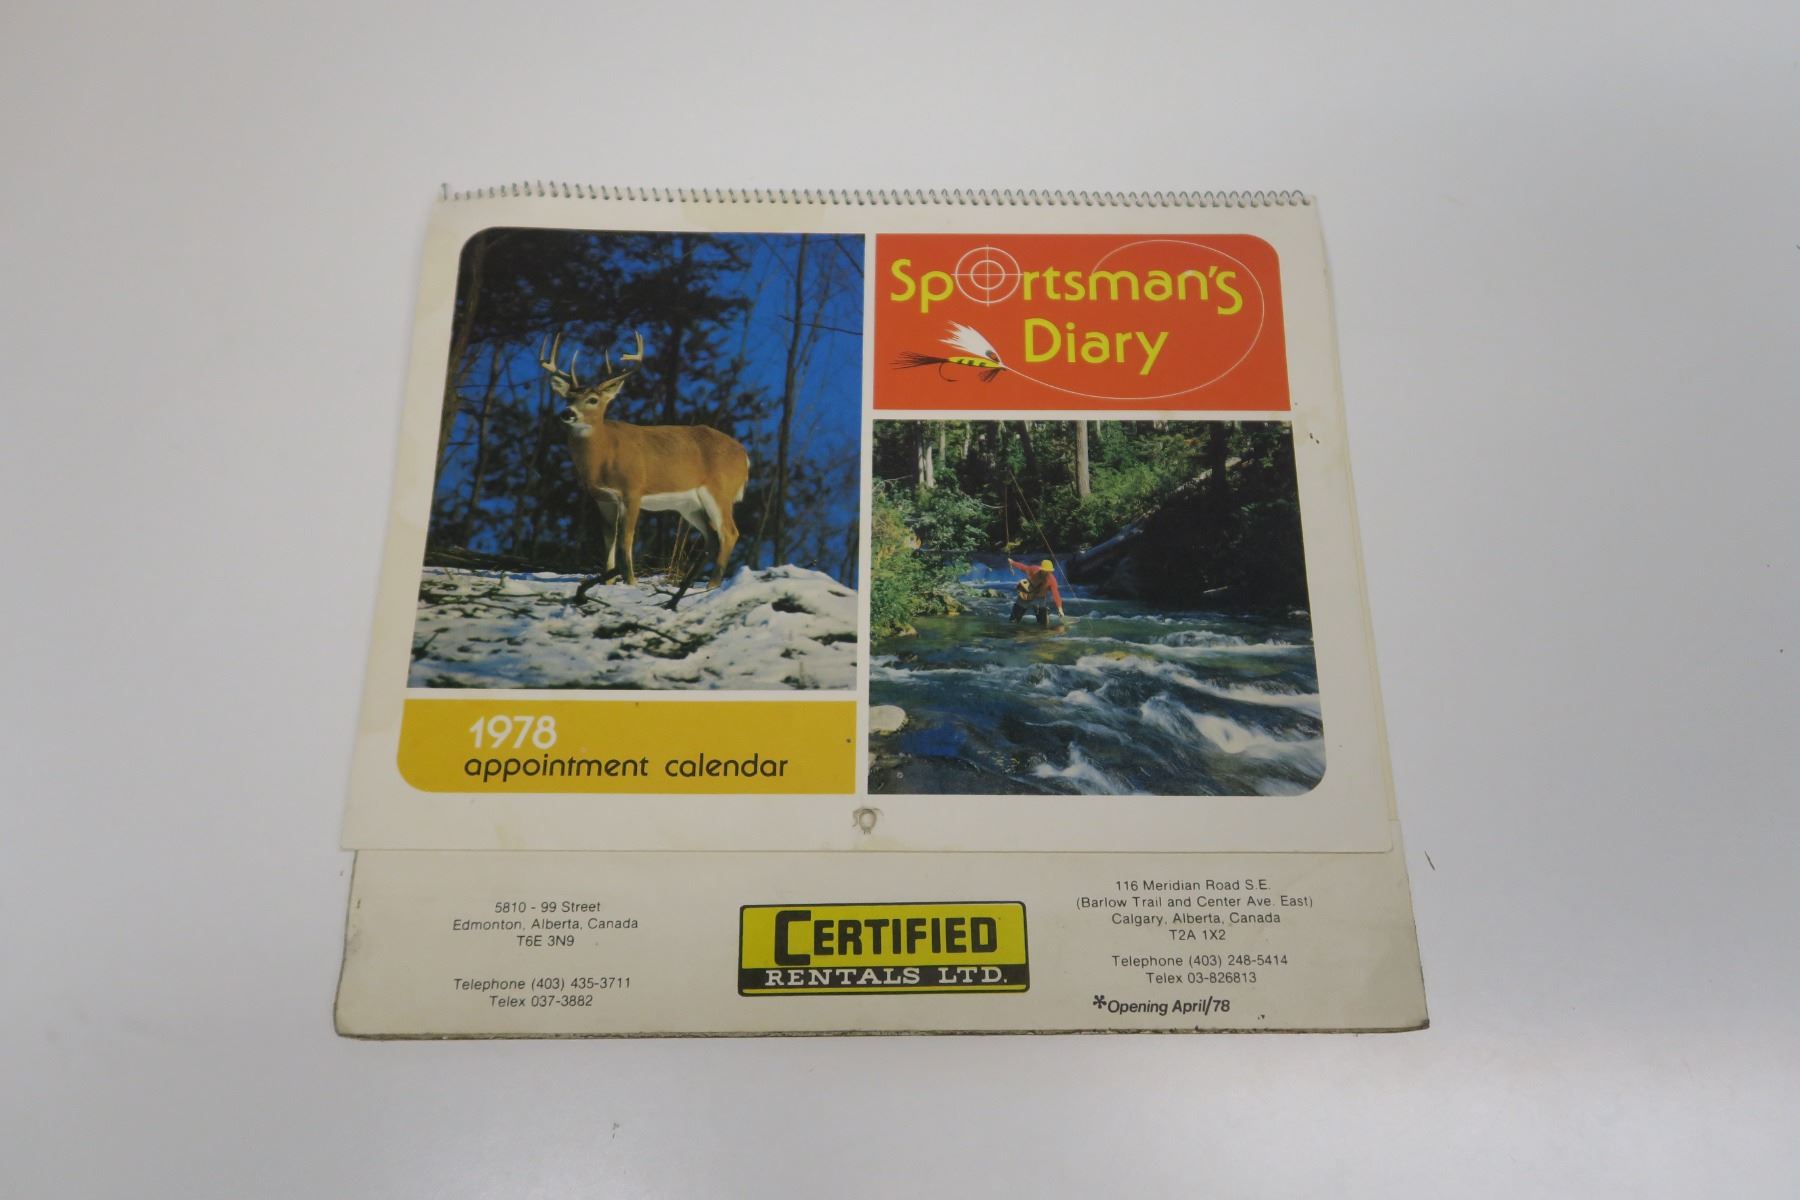 Sportsman's
Diary
1978
appointment calendar
5810 - 99 Street
Edmonton, Alberta, Canada
T6E 3N9
Telephone (403) 435-3711
Telex 037-3882
CERTIFIED
RENTALS LTD.
116 Meridian Road S.E.
(Barlow Trail and Center Ave. East)
Calgary, Alberta, Canada
T2A 1X2
Telephone (403) 248-5414
Telex 03-826813
*Opening April/78